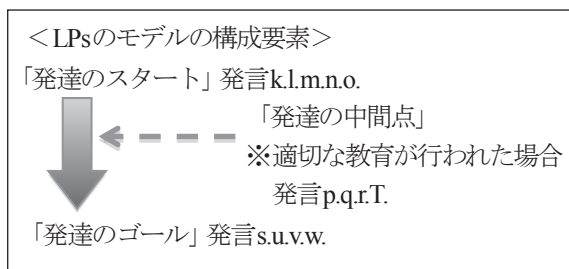 ＜LPsのモデルの構成要素＞
「発達のスタート」発言k.l.m.n.o.
「発達の中間点」
※適切な教育が行われた場合
発言p.q.r.T.
「発達のゴール」発言s.u.v.w.